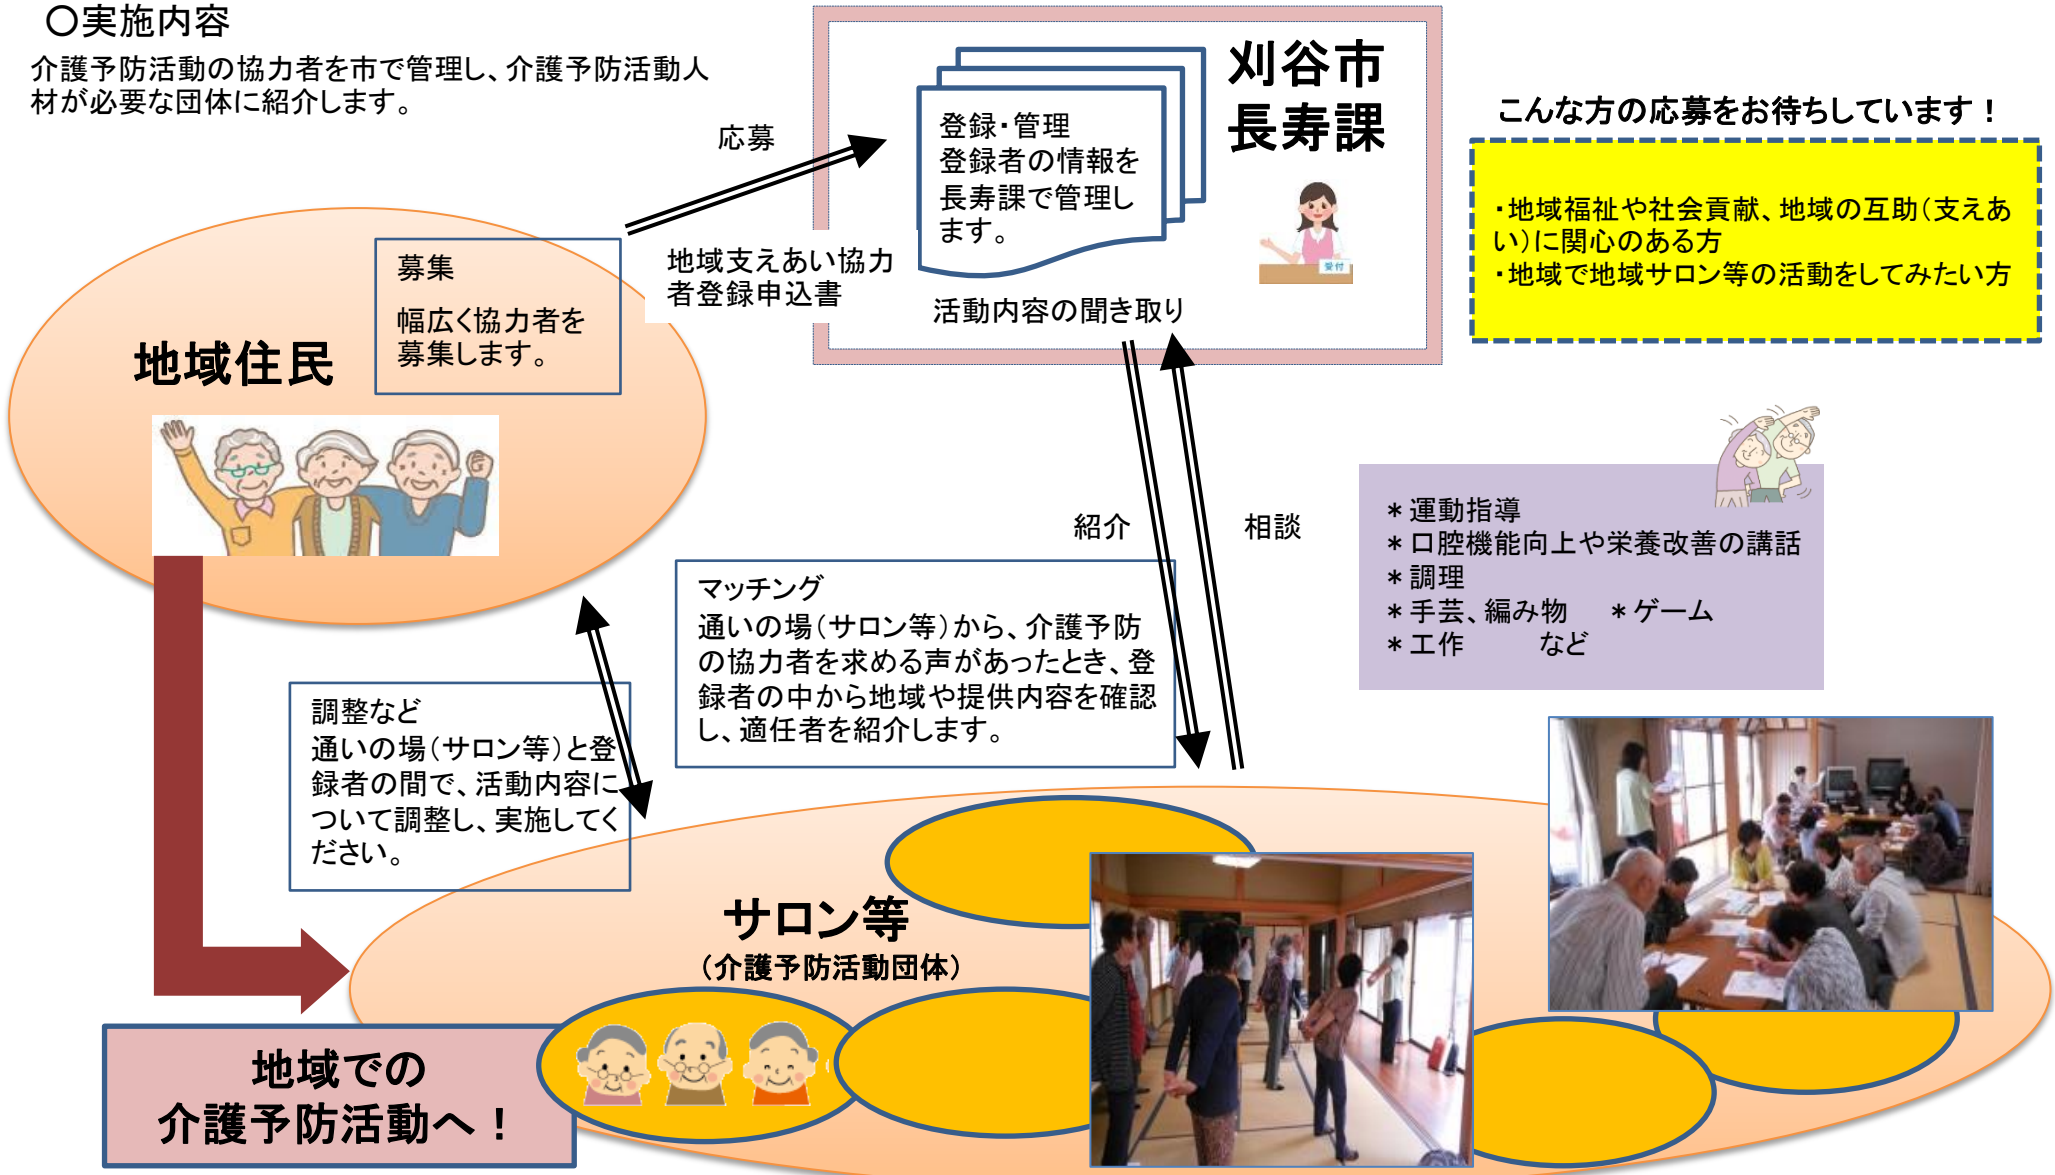 〇実施内容
介護予防活動の協力者を市で管理し、介護予防活動人
材が必要な団体に紹介します。
応募
刈谷市
長寿課
登録・管理
登録者の情報を
長寿課で管理し
ます。
受付
活動内容の聞き取り
地域支えあい協力
者登録申込書
こんな方の応募をお待ちしています！
・地域福祉や社会貢献、地域の互助（支えあ
い）に関心のある方
・地域で地域サロン等の活動をしてみたい方
募集
幅広く協力者を
募集します。
地域住民
紹介
相談
＊運動指導
＊口腔機能向上や栄養改善の講話
＊調理
＊手芸、編み物　＊ゲーム
＊工作　　など
マッチング
通いの場（サロン等）から、介護予防
の協力者を求める声があったとき、登
録者の中から地域や提供内容を確認
し、適任者を紹介します。
調整など
通いの場（サロン等）と登
録者の間で、活動内容に
ついて調整し、実施してく
ださい。
サロン等
（介護予防活動団体）
地域での
介護予防活動へ！